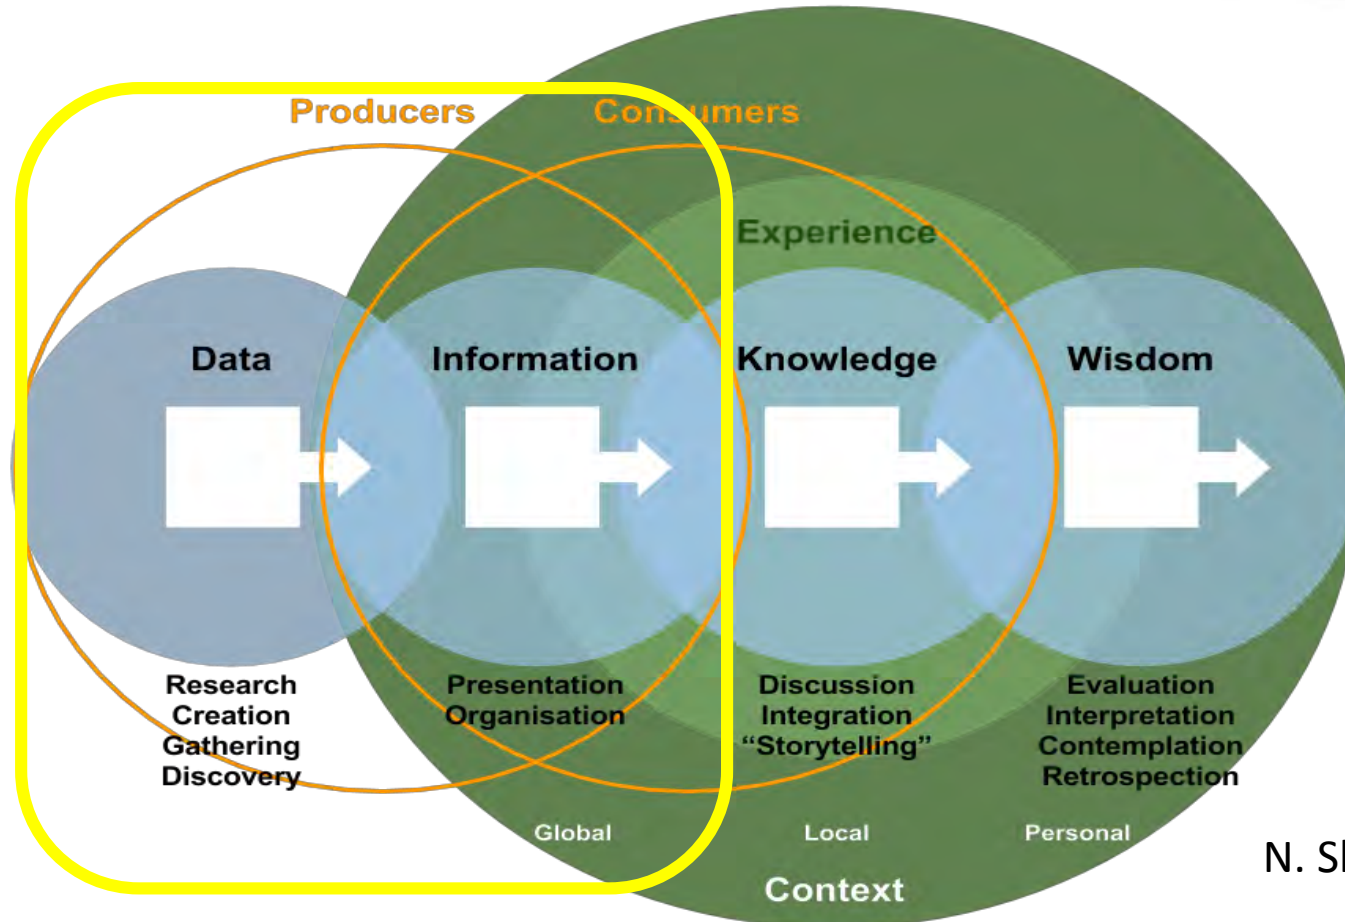 Producers
Consumers
Experience
Data
Information
Knowledge
Wisdom
Research
Creation
Gathering
Discovery
Presentation
Organisation
Discussion
Integration
“Storytelling”
Evaluation
Interpretation
Contemplation
Retrospection
Global
Local
Personal
Context
N.